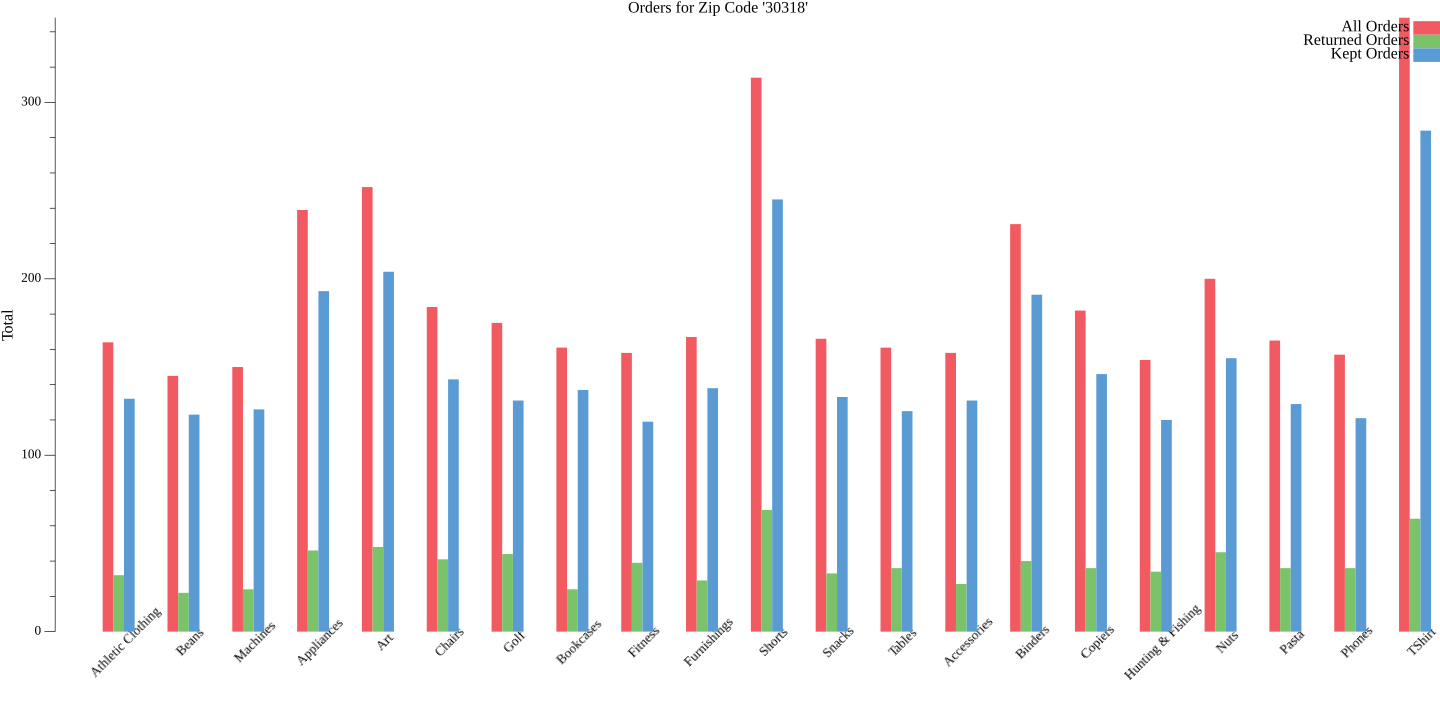 Orders for Zip Code '30318'
All Orders
Returned Orders
Kept Orders
Total
300
200
100
0
Athletic Clothing
Beans
Machines
Appliances
Art
Chairs
Golf
Bookcases
Fitness
Furnishings
Shorts
Snacks
Tables
Accessories
Binders
Copiers
Hunting & Fishing
Nuts
Pasta
Phones
TShirt